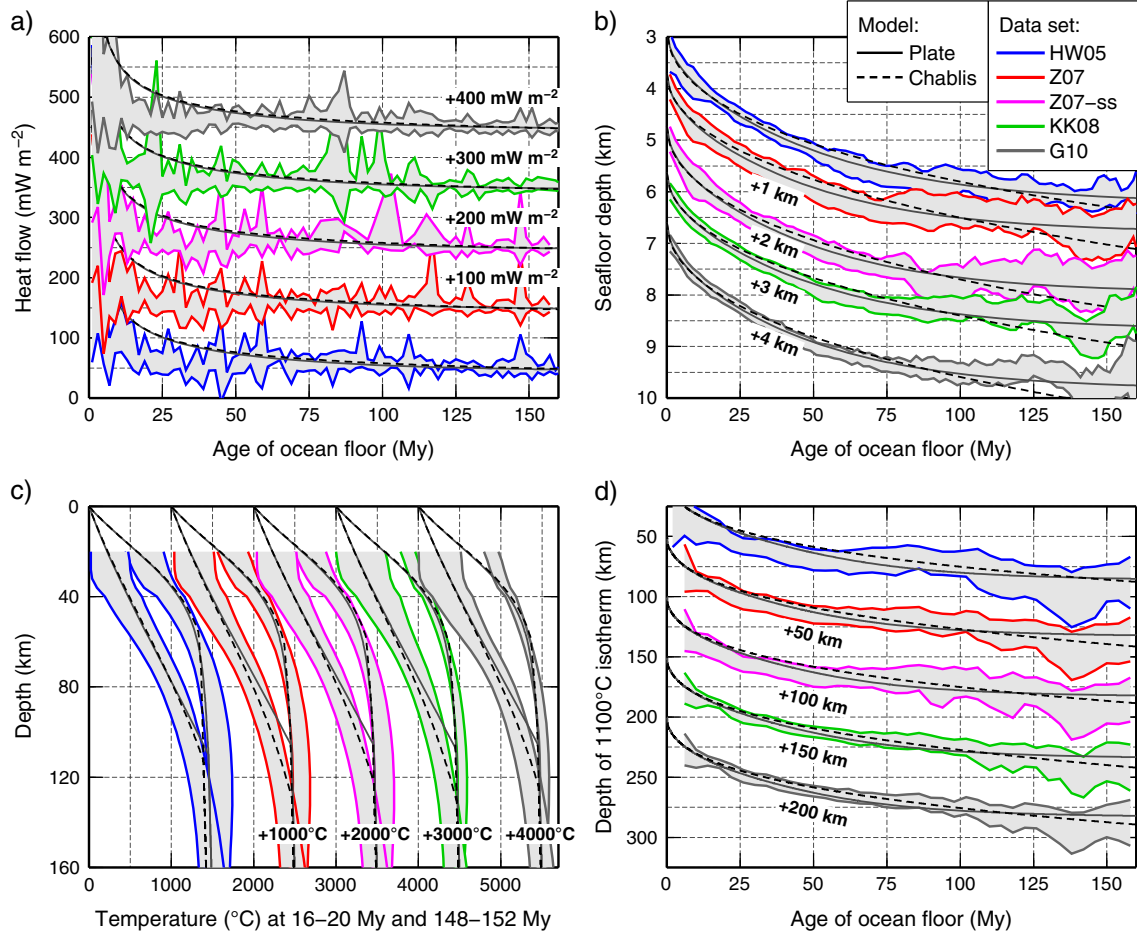 a)
600
500
400
300
200
100
0
Heat flow (mW m⁻²)
+400 mW m⁻²
+300 mW m⁻²
+200 mW m⁻²
+100 mW m⁻²
0 25 50 75 100 125 150
Age of ocean floor (My)
b)
3
4
5
6
7
8
9
10
Seafloor depth (km)
Model:
Plate
Chablis
Data set:
HW05
Z07
Z07−ss
KK08
G10
+1 km
+2 km
+3 km
+4 km
0 25 50 75 100 125 150
Age of ocean floor (My)
c)
0
40
80
120
160
Depth (km)
+1000°C +2000°C +3000°C +4000°C
0 1000 2000 3000 4000 5000
Temperature (°C) at 16−20 My and 148−152 My
d)
50
100
150
200
250
300
Depth of 1100°C isotherm (km)
+50 km
+100 km
+150 km
+200 km
0 25 50 75 100 125 150
Age of ocean floor (My)